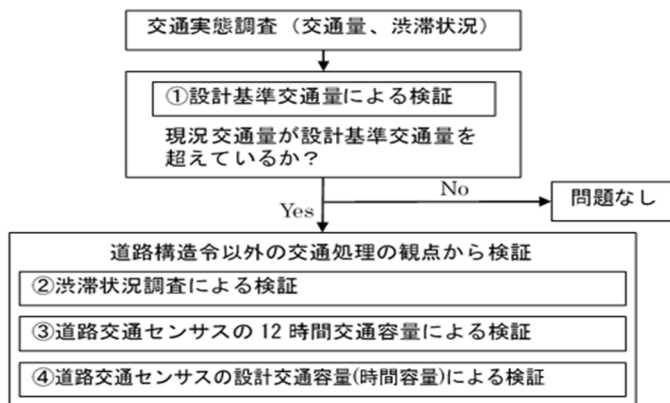 交通実態調査（交通量、渋滞状況）
①設計基準交通量による検証
現況交通量が設計基準交通量を
超えているか？
No
問題なし
Yes
道路構造令以外の交通処理の観点から検証
②渋滞状況調査による検証
③道路交通センサスの12時間交通容量による検証
④道路交通センサスの設計交通容量(時間容量)による検証